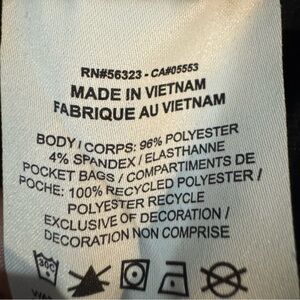 RN#56323 - CA#05553
MADE IN VIETNAM
FABRIQUE AU VIETNAM
BODY / CORPS: 96% POLYESTER
4% SPANDEX / ELASTHANNE
POCKET BAGS / COMPARTIMENTS DE
POCHE: 100% RECYCLED POLYESTER /
POLYESTER RECYCLE
EXCLUSIVE OF DECORATION /
DECORATION NON COMPRISE
30C